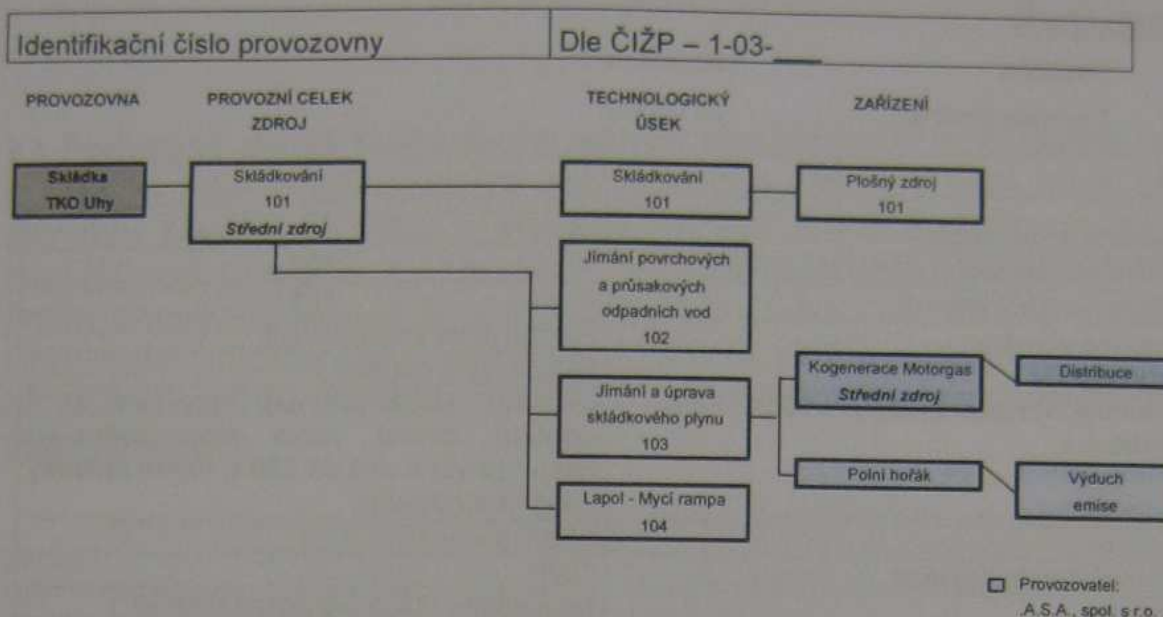 Identifikační číslo provozovny
Dle ČIŽP – 1-03-___
PROVOZOVNA
PROVOZNÍ CELEK
ZDROJ
TECHNOLOGICKÝ
ÚSEK
ZAŘÍZENÍ
Skládka
TKO Uhy
Skládkování
101
Střední zdroj
Skládkování
101
Plošný zdroj
101
Jímání povrchových
a průsakových
odpadních vod
102
Jímání a úprava
skládkového plynu
103
Kogenerace Motorgas
Střední zdroj
Distribuce
Polní hořák
Výduch
emise
Lapol - Mycí rampa
104
Provozovatel:
.A.S.A., spol. s r.o.